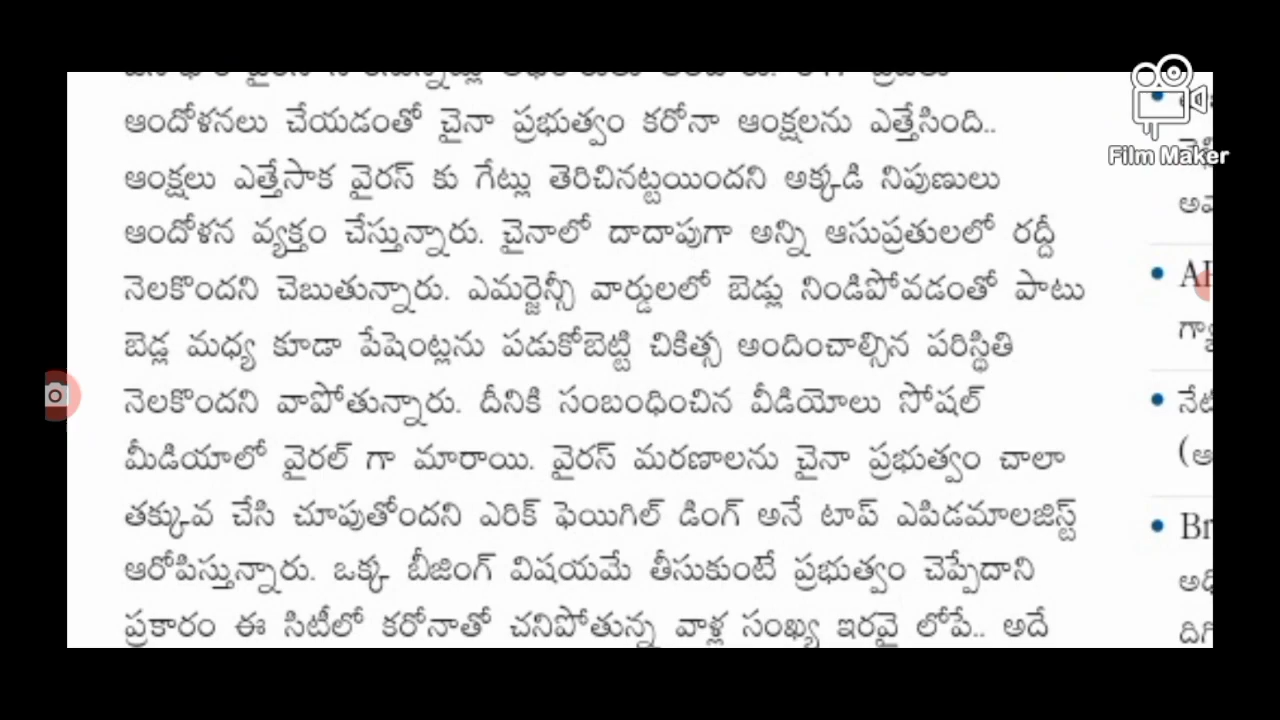 ఆందోళనలు చేయడంతో చైనా ప్రభుత్వం కరోనా ఆంక్షలను ఎత్తేసింది..
ఆంక్షలు ఎత్తేసాక వైరస్ కు గేట్లు తెరిచినట్టయిందని అక్కడి నిపుణులు
ఆందోళన వ్యక్తం చేస్తున్నారు. చైనాలో దాదాపుగా అన్ని ఆసుప్రతులలో రద్దీ
నెలకొందని చెబుతున్నారు. ఎమర్జెన్సీ వార్డులలో బెడ్లు నిండిపోవడంతో పాటు
బెడ్ల మధ్య కూడా పేషెంట్లను పడుకోబెట్టి చికిత్స అందించాల్సిన పరిస్థితి
నెలకొందని వాపోతున్నారు. దీనికి సంబంధించిన వీడియోలు సోషల్
మీడియాలో వైరల్ గా మారాయి. వైరస్ మరణాలను చైనా ప్రభుత్వం చాలా
తక్కువ చేసి చూపుతోందని ఎరిక్ ఫెయిగిల్ డింగ్ అనే టాప్ ఎపిడమాలజిస్ట్
ఆరోపిస్తున్నారు. ఒక్క బీజింగ్ విషయమే తీసుకుంటే ప్రభుత్వం చెప్పేదాని
ప్రకారం ఈ సిటీలో కరోనాతో చనిపోతున్న వాళ్ల సంఖ్య ఇరవై లోపే.. అదే
Film Maker